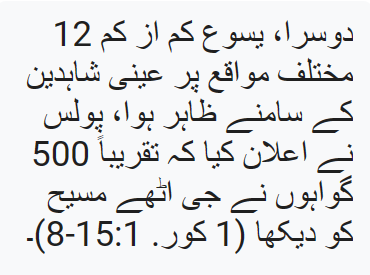 دوسرا، یسوع کم از کم 12
مختلف مواقع پر عینی شاہدین
کے سامنے ظاہر ہوا، پولس
نے اعلان کیا کہ تقریباً 500
گواہوں نے جی اٹھے مسیح
کو دیکھا (1 کور. 15:1-8)۔